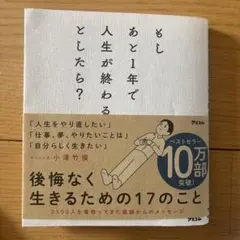 もし
あと1年で
人生が終わる
としたら?
アスコム
「人生をやり直したい」
「仕事、夢、やりたいことは」
「自分らしく生きたい」
小澤竹俊
ベストセラー
10万部
突破!
後悔なく
生きるための17のこと
アスコム